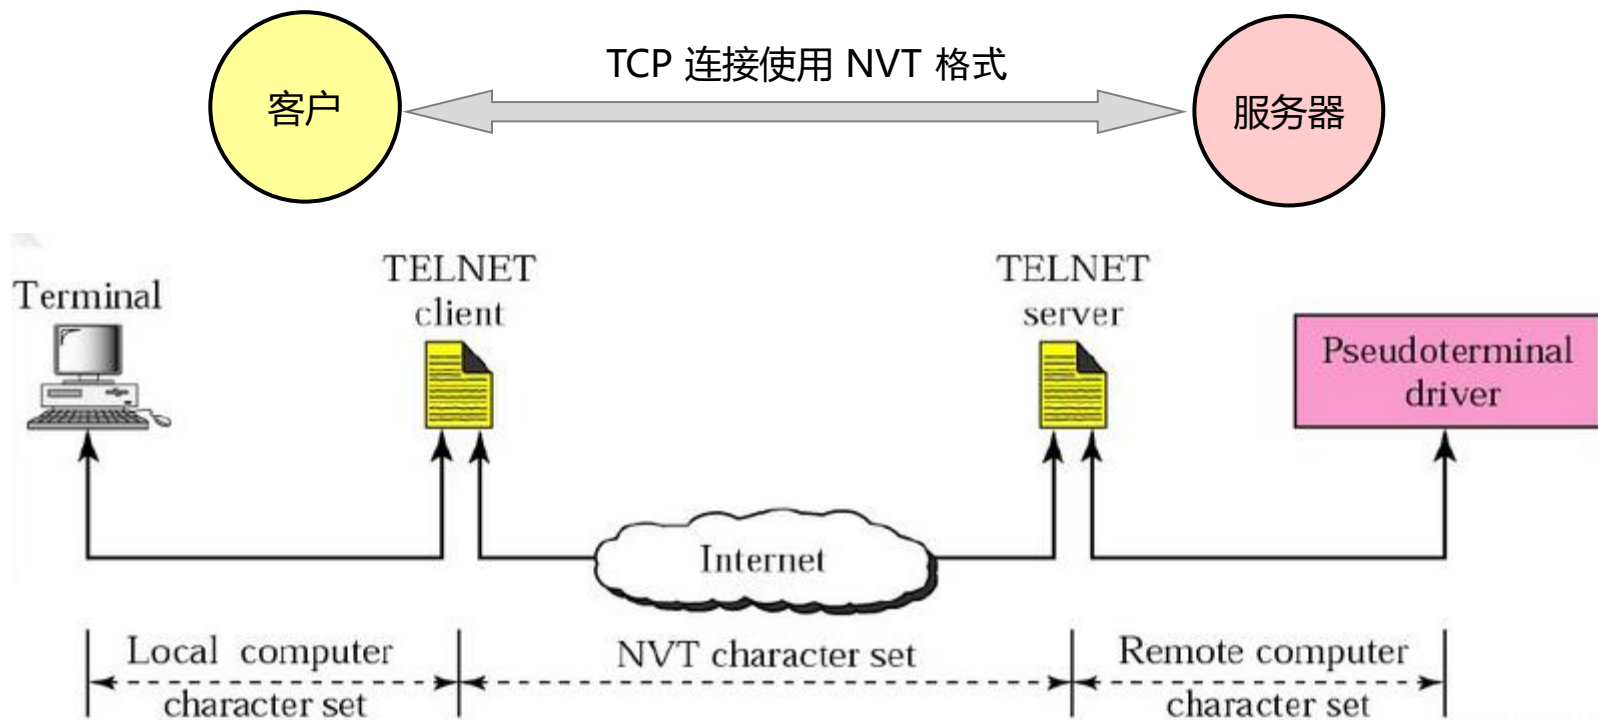 TCP 连接使用 NVT 格式
客户
服务器
Terminal
TELNET
client
TELNET
server
Pseudoterminal
driver
Internet
Local computer
character set
NVT character set
Remote computer
character set